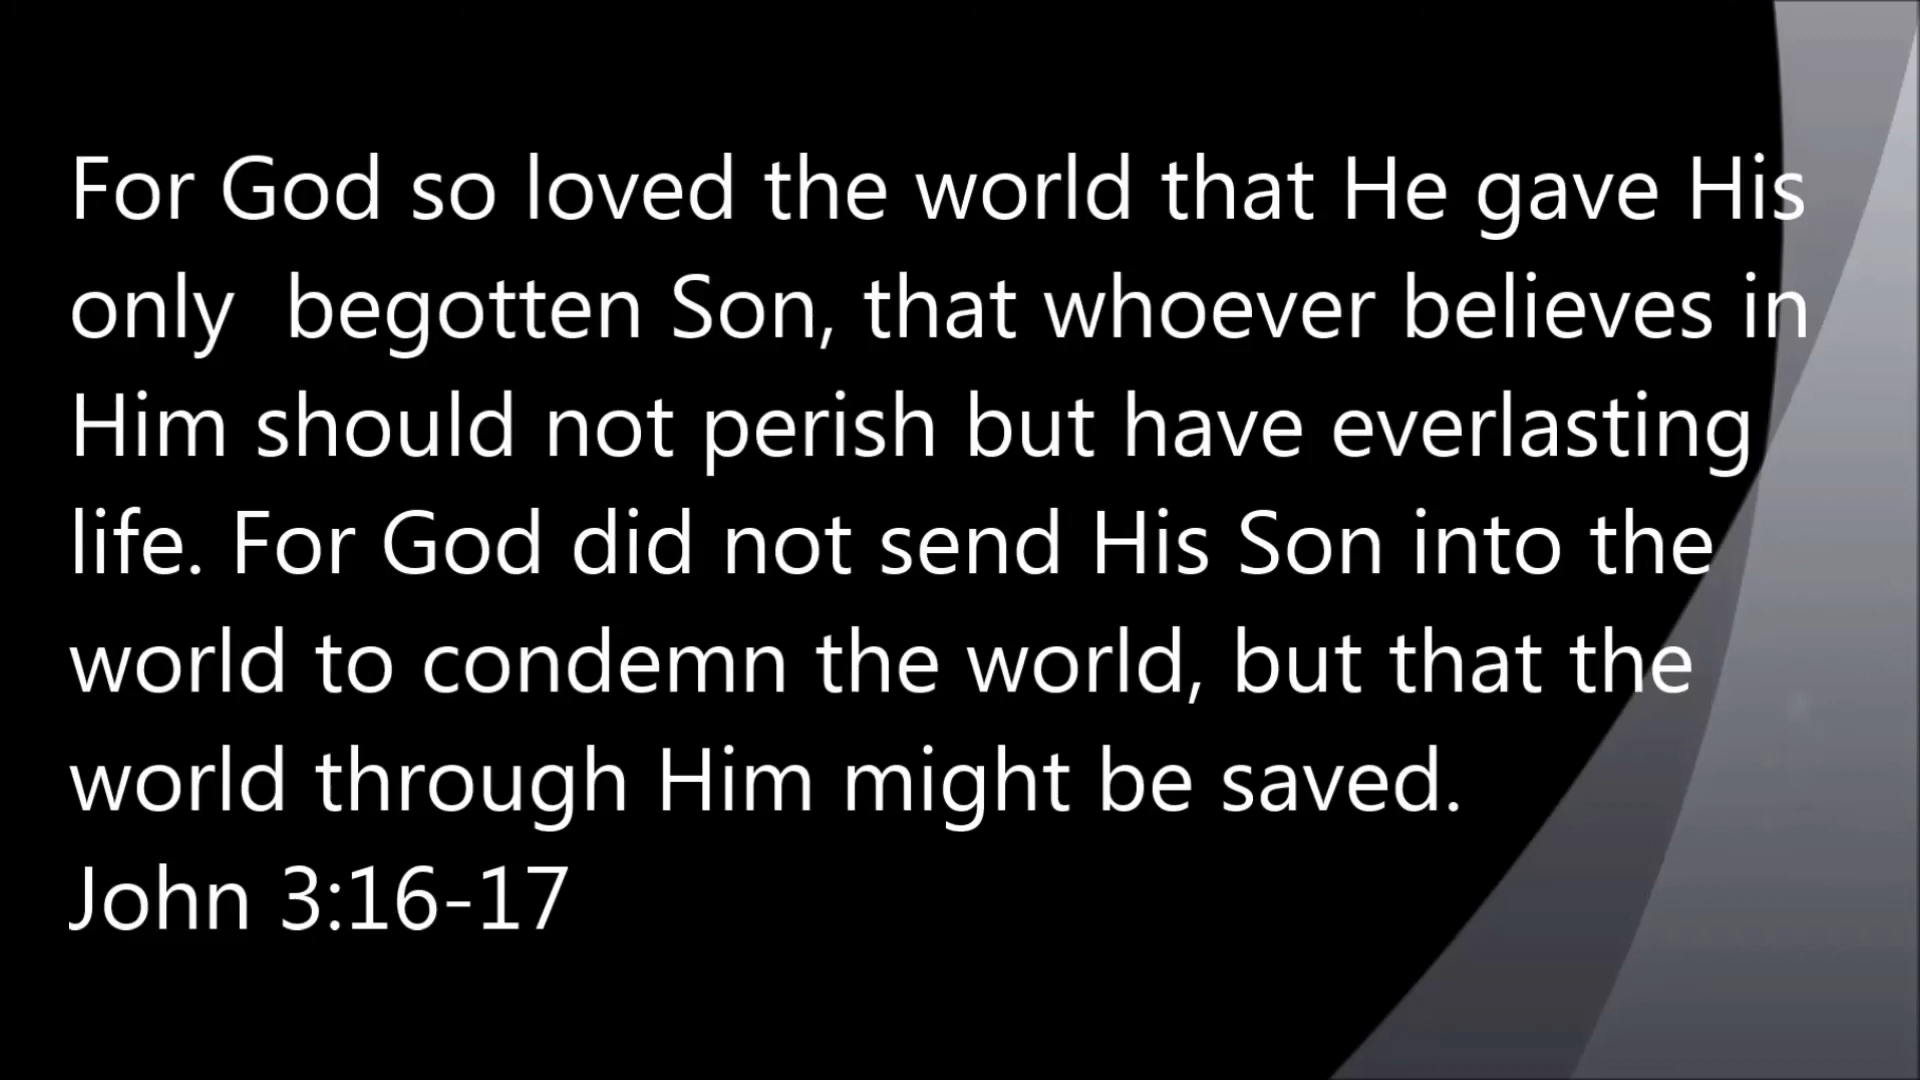 For God so loved the world that He gave His
only  begotten Son, that whoever believes in
Him should not perish but have everlasting
life. For God did not send His Son into the
world to condemn the world, but that the
world through Him might be saved.
John 3:16-17